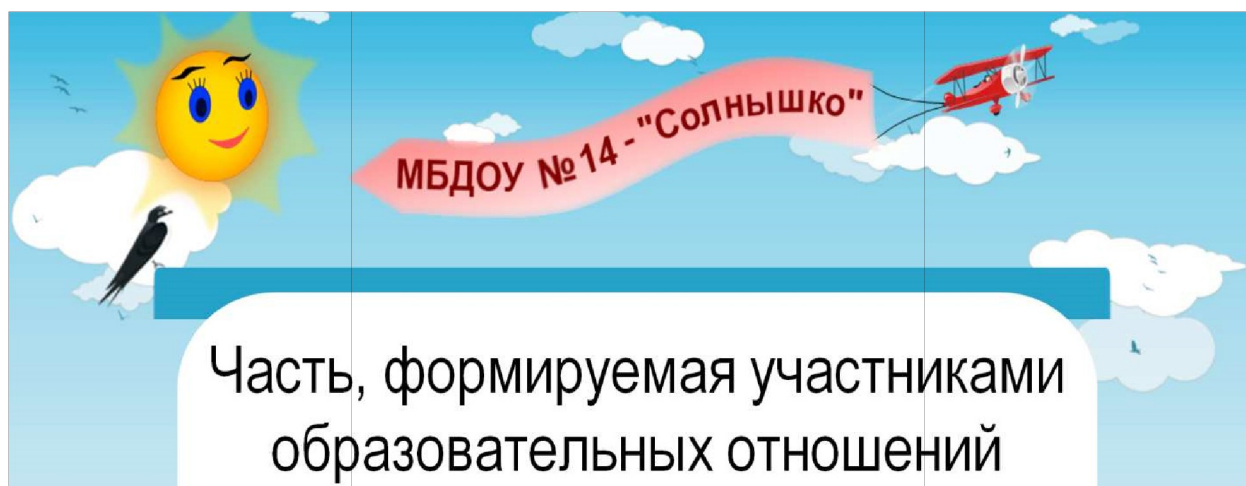 МБДОУ №14 - "Солнышко"
Часть, формируемая участниками
образовательных отношений